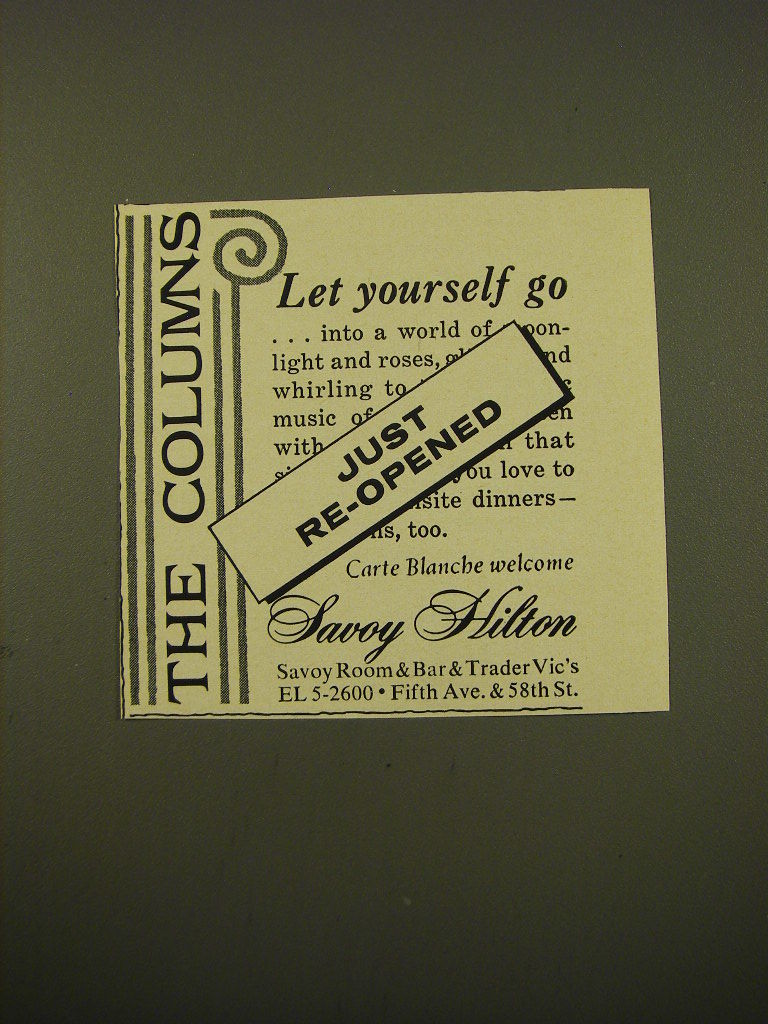 THE COLUMNS
Let yourself go
. . . into a world of
light and roses,
whirling to
music of
with that
you love to
dinners—
too.
JUST
RE-OPENED
Carte Blanche welcome
Savoy Hilton
Savoy Room & Bar & Trader Vic's
EL 5-2600 • Fifth Ave. & 58th St.